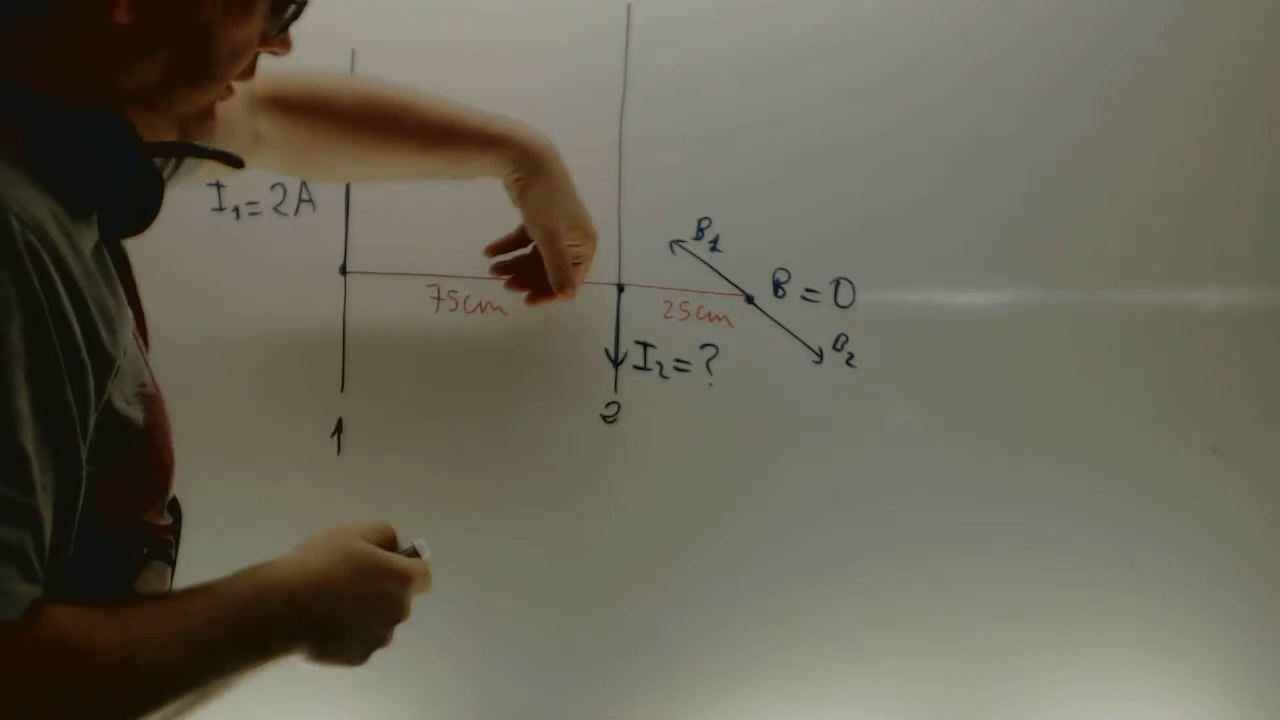 I₁=2A
75cm
25cm
B₁
B = 0
B₂
I₂=?
1
2